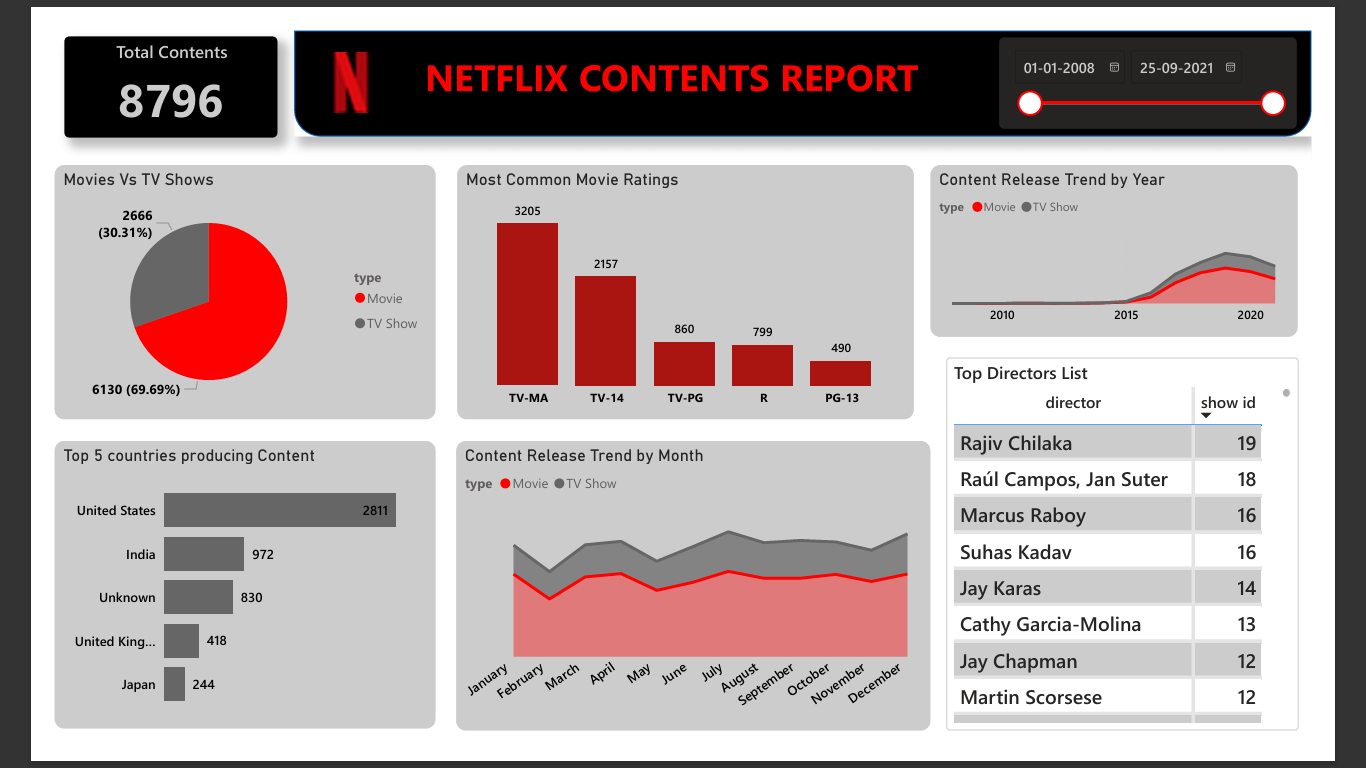 Total Contents
8796
NETFLIX CONTENTS REPORT
01-01-2008 25-09-2021
Movies Vs TV Shows
2666
(30.31%)
6130 (69.69%)
type
Movie
TV Show
Most Common Movie Ratings
3205
2157
860
799
490
TV-MA TV-14 TV-PG R PG-13
Content Release Trend by Year
type Movie TV Show
2010 2015 2020
Top 5 countries producing Content
United States 2811
India 972
Unknown 830
United King... 418
Japan 244
Content Release Trend by Month
type Movie TV Show
January February March April May June July August September October November December
Top Directors List
director show id
Rajiv Chilaka 19
Raúl Campos, Jan Suter 18
Marcus Raboy 16
Suhas Kadav 16
Jay Karas 14
Cathy Garcia-Molina 13
Jay Chapman 12
Martin Scorsese 12